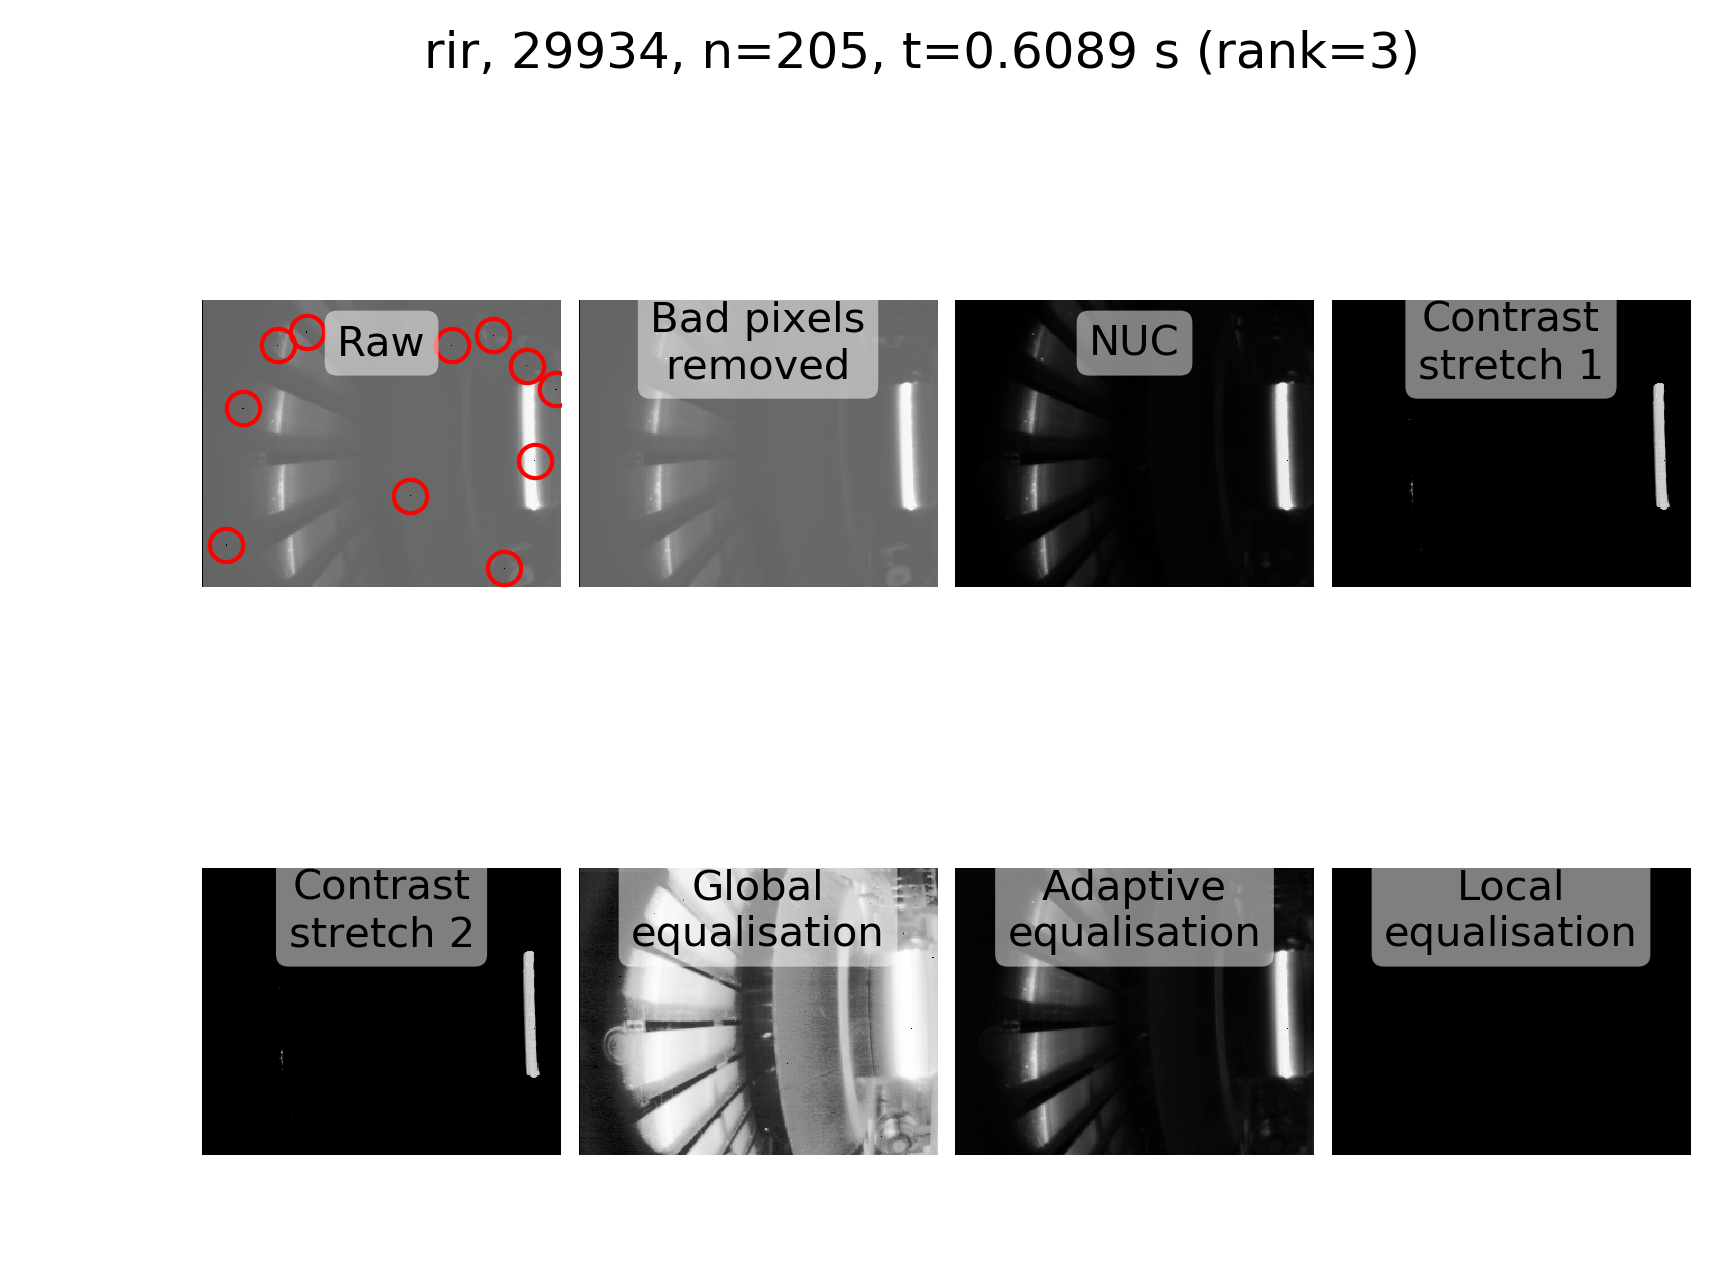 rir, 29934, n=205, t=0.6089 s (rank=3)
Raw
Bad pixels
removed
NUC
Contrast
stretch 1
Contrast
stretch 2
Global
equalisation
Adaptive
equalisation
Local
equalisation